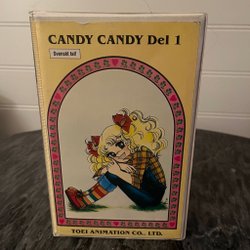 CANDY CANDY Del 1
Svenskt tal!
TOEI ANIMATION CO., LTD.